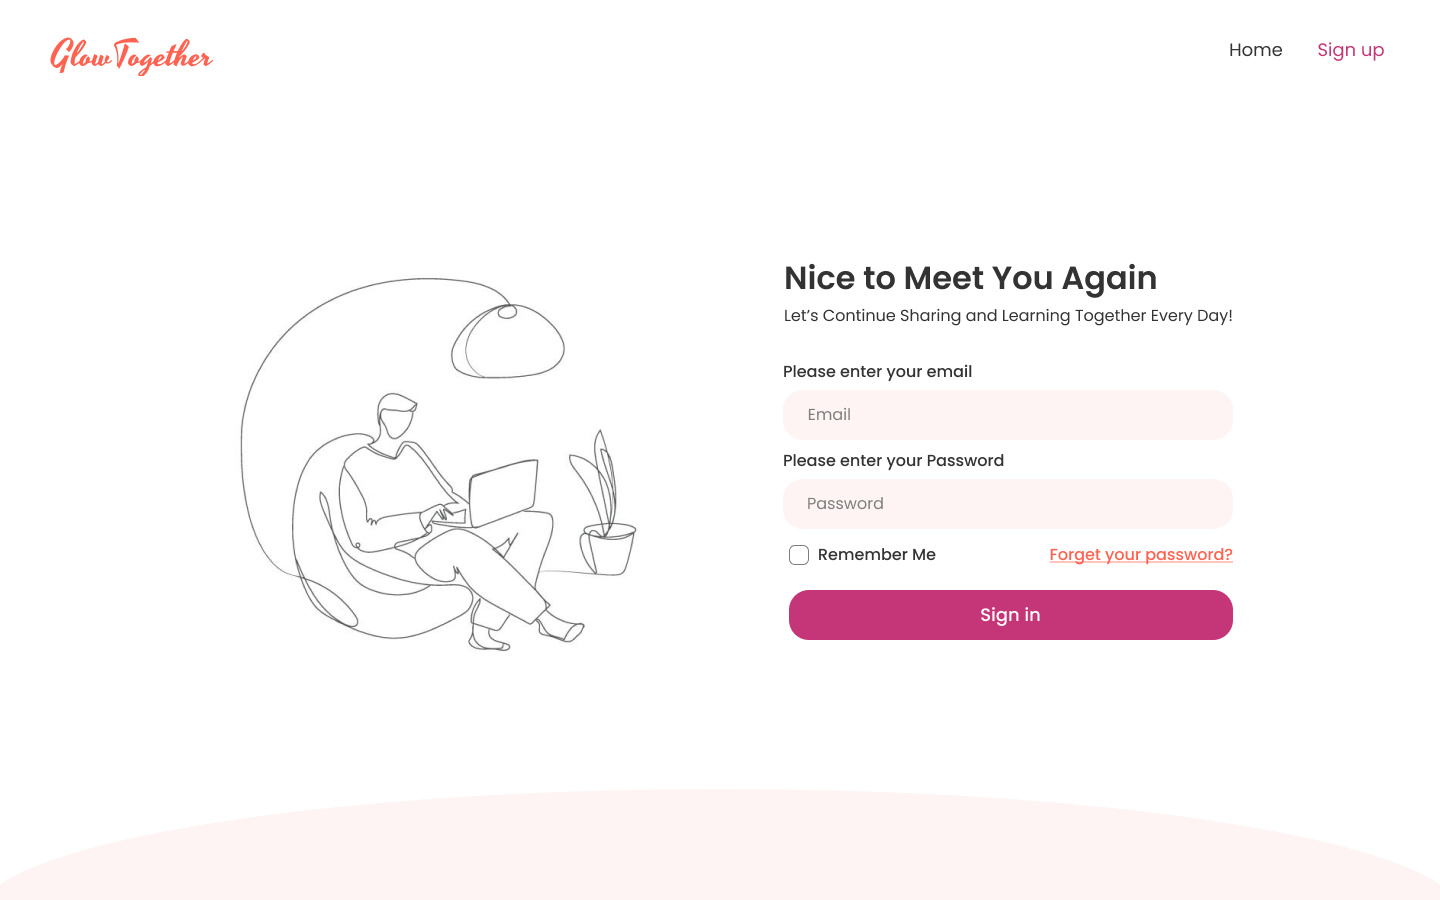 GlowTogether
Home
Sign up
Nice to Meet You Again
Let’s Continue Sharing and Learning Together Every Day!
Please enter your email
Email
Please enter your Password
Password
Remember Me
Forget your password?
Sign in